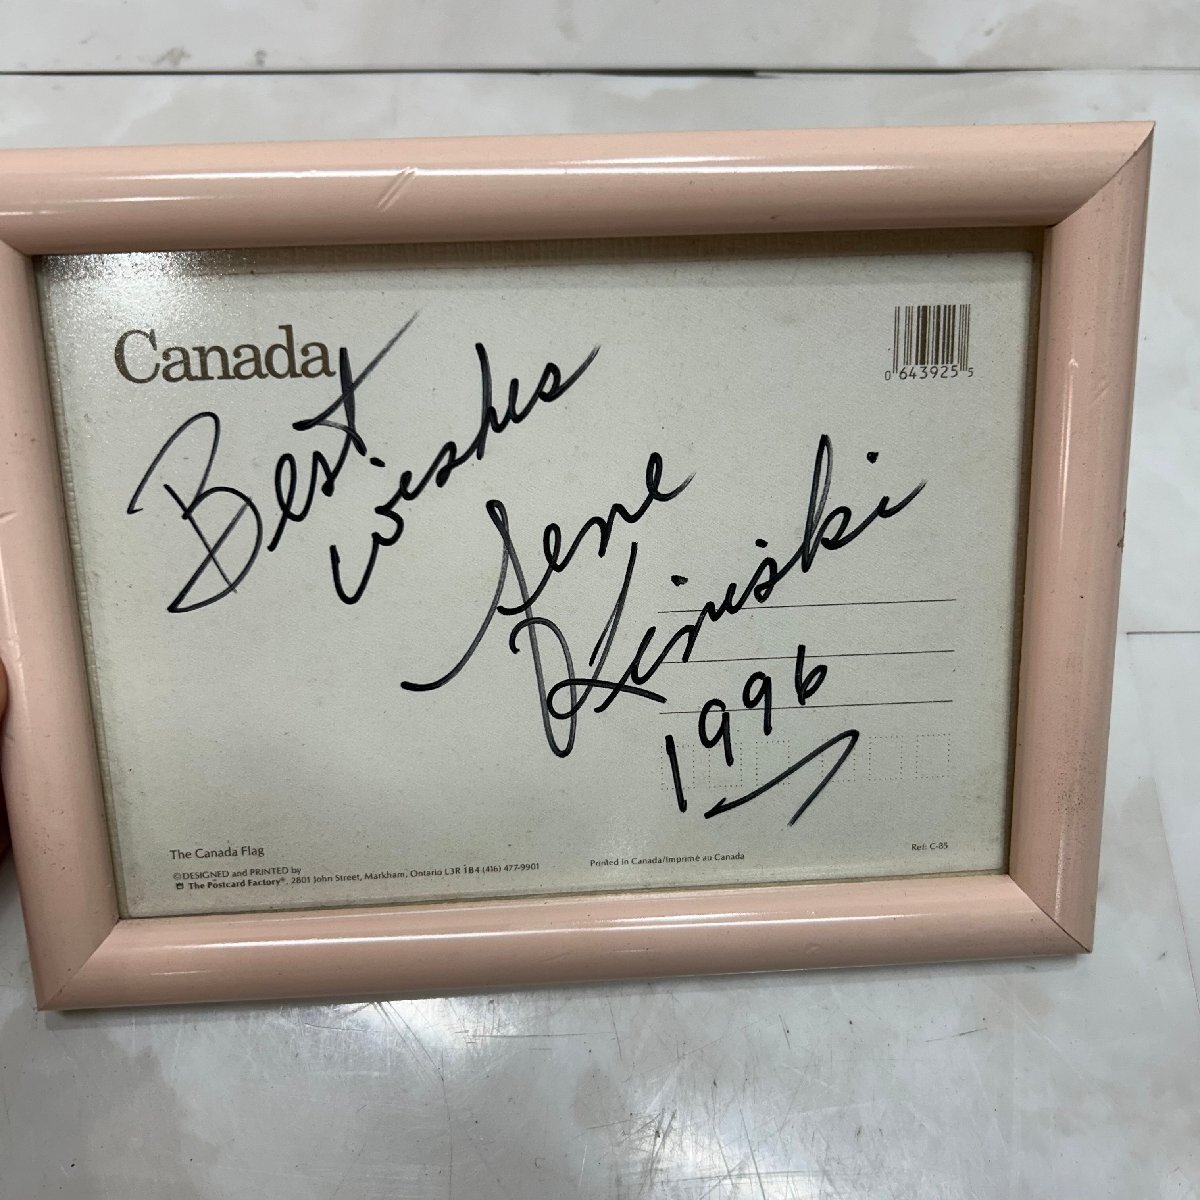 Canada
0 643925 5
Best
wishes
Gene
Kiniski
1996
The Canada Flag
© DESIGNED and PRINTED by
The Postcard Factory®, 2801 John Street, Markham, Ontario L3R 1B4 (416) 477-9901
Printed in Canada/Imprimé au Canada
Ref: C-85